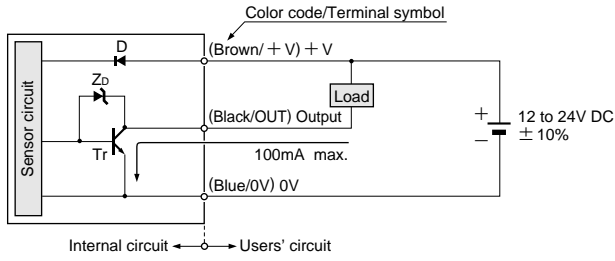 Color code/Terminal symbol
D
(Brown/＋V)＋V
ZD
Load
Sensor circuit
(Black/OUT) Output
＋
12 to 24V DC
－
±10%
Tr
100mA max.
(Blue/0V) 0V
Internal circuit
Users' circuit